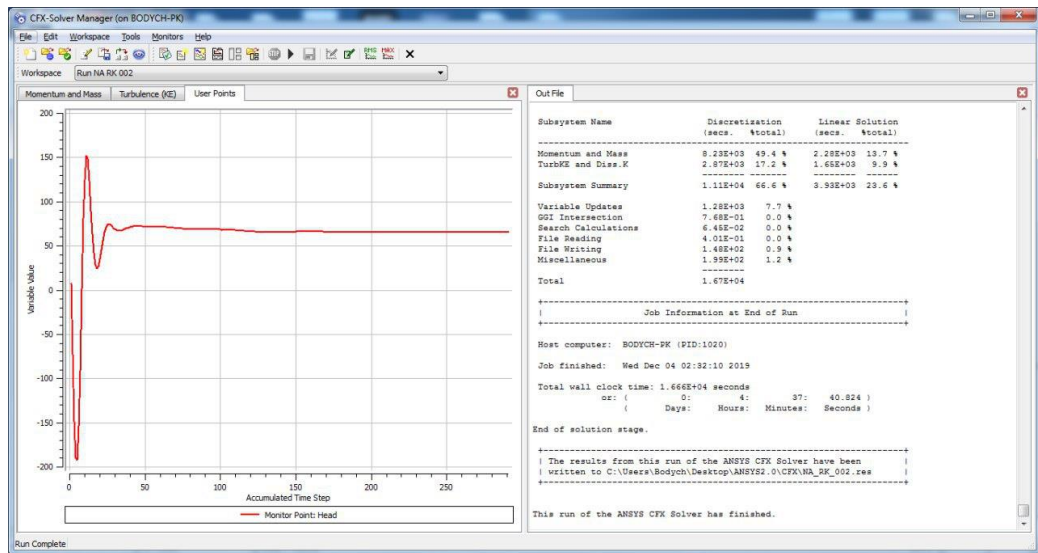 CFX-Solver Manager (on BODYCH-PK)
File Edit Workspace Tools Monitors Help
RMS MAX
Workspace Run NA RK 002
Momentum and Mass Turbulence (KE) User Points
200
150
100
50
0
-50
-100
-150
-200
Variable Value
0 50 100 150 200 250
Accumulated Time Step
Monitor Point: Head
Out File
Subsystem Name Discretization Linear Solution
(secs. %total) (secs. %total)
Momentum and Mass 8.23E+03 49.4 % 2.28E+03 13.7 %
TurbKE and Diss.K 2.87E+03 17.2 % 1.65E+03 9.9 %
-------- ------- -------- ------
Subsystem Summary 1.11E+04 66.6 % 3.93E+03 23.6 %
Variable Updates 1.28E+03 7.7 %
GGI Intersection 7.68E-01 0.0 %
Search Calculations 6.45E-02 0.0 %
File Reading 4.01E-01 0.0 %
File Writing 1.48E+02 0.9 %
Miscellaneous 1.99E+02 1.2 %
--------
Total 1.67E+04
+--------------------------------------------------------------------+
| Job Information at End of Run |
+--------------------------------------------------------------------+
Host computer: BODYCH-PK (PID:1020)
Job finished: Wed Dec 04 02:32:10 2019
Total wall clock time: 1.666E+04 seconds
or: ( 0: 4: 37: 40.824 )
( Days: Hours: Minutes: Seconds )
End of solution stage.
+--------------------------------------------------------------------+
| The results from this run of the ANSYS CFX Solver have been |
| written to C:\Users\Bodych\Desktop\ANSYS2.0\CFX\NA_RK_002.res |
+--------------------------------------------------------------------+
This run of the ANSYS CFX Solver has finished.
Run Complete